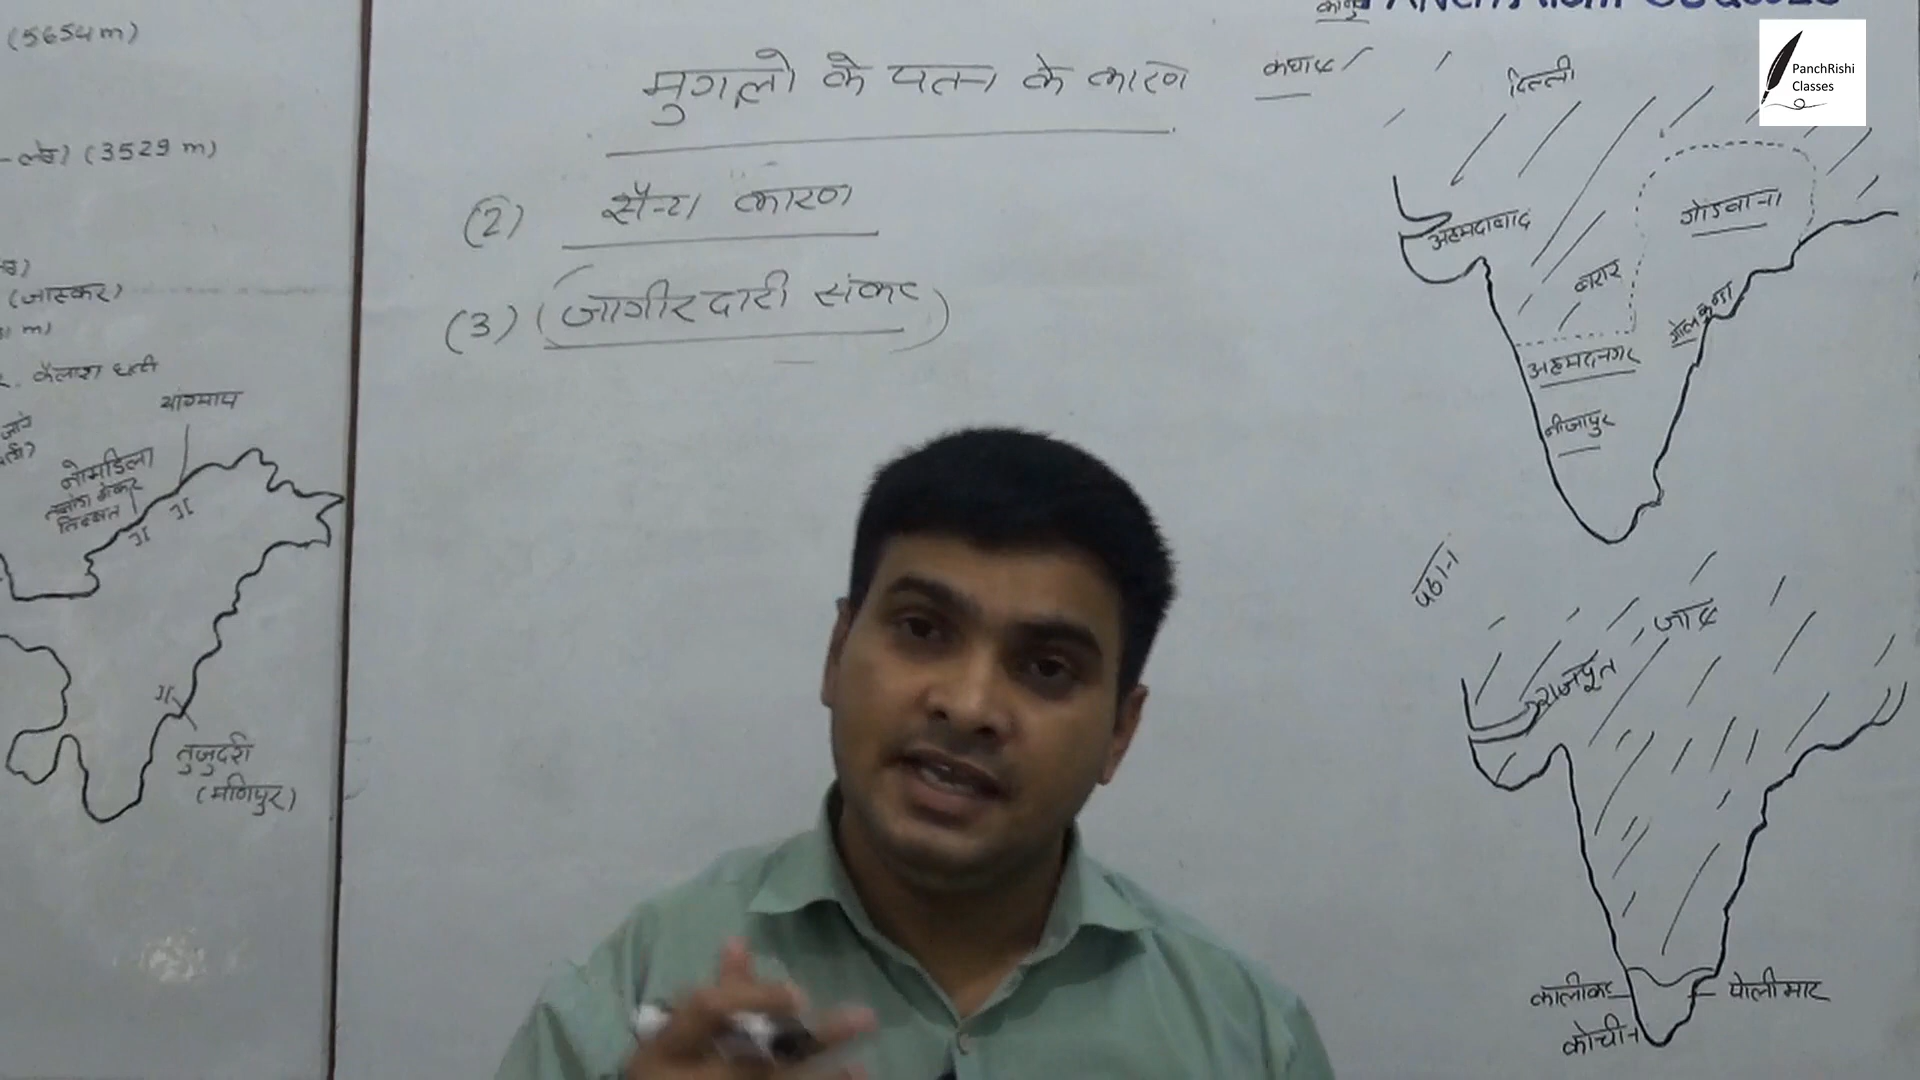 (5654 m)
(3529 m)
(जास्कर)
m)
कैलाश घाटी
यांग्याप
नोमडिला
तिब्बत
तुजुदर्रा
(मणिपुर)
मुगलो के पतन के कारण
(2) सैन्य कारण
(3) (जागीरदारी संकट)
PanchRishi
Classes
दिल्ली
अहमदाबाद
गोंडवाना
बरार
गोलकुन्डा
अहमदनगर
बीजापुर
पठान
जाट
राजपूत
कालीकट
पोलीमार
कोचीन